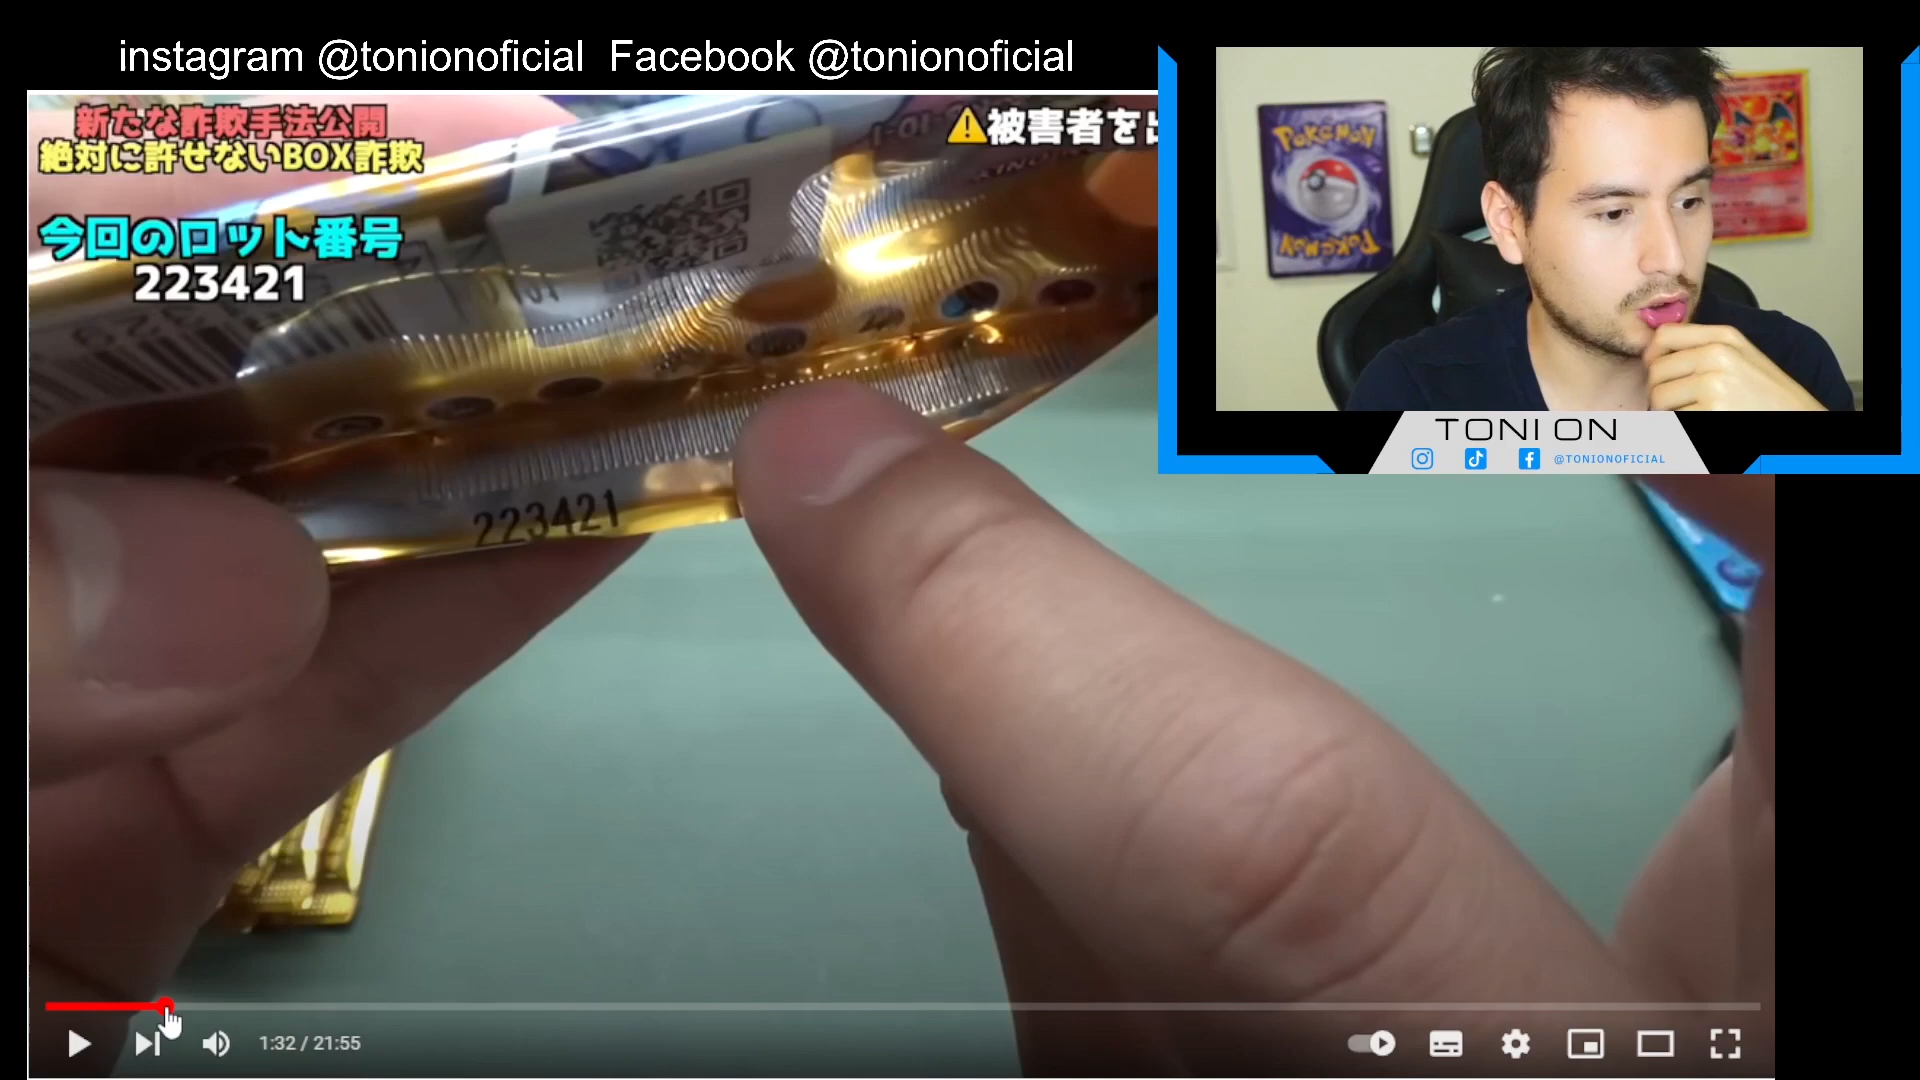 instagram @tonionoficial  Facebook @tonionoficial
新たな詐欺手法公開
絶対に許せないBOX詐欺
⚠被害者を
今回のロット番号
223421
223421
POKéMON
POKéMON
TONI ON
@TONIONOFICIAL
1:32 / 21:55